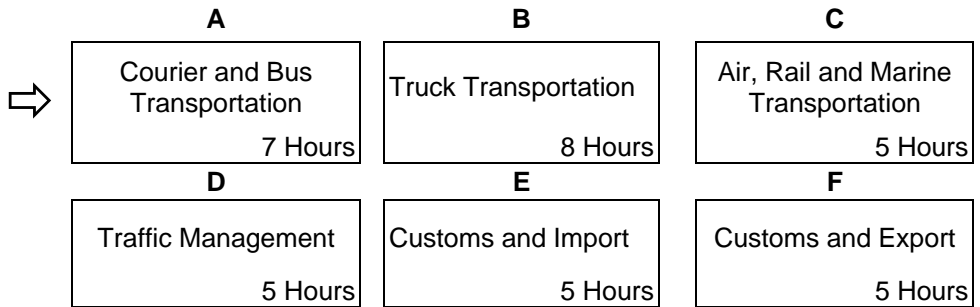 A B C
Courier and Bus
Transportation
7 Hours
Truck Transportation
8 Hours
Air, Rail and Marine
Transportation
5 Hours
D E F
Traffic Management
5 Hours
Customs and Import
5 Hours
Customs and Export
5 Hours